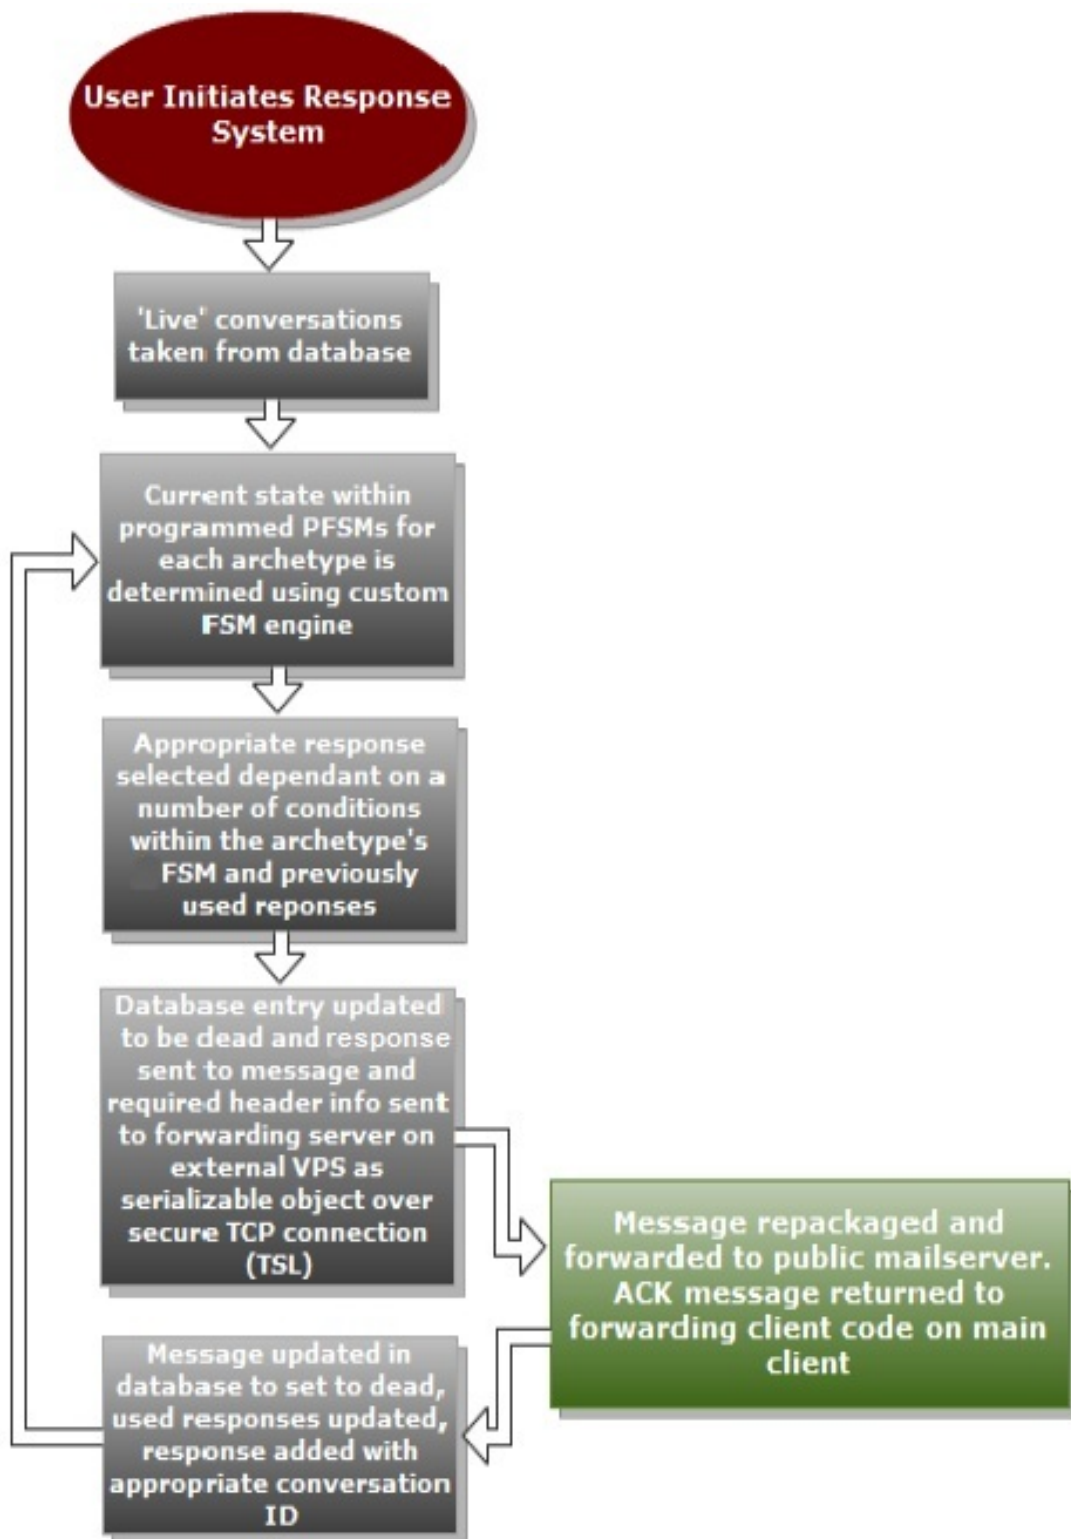 User Initiates Response
System
'Live' conversations
taken from database
Current state within
programmed PFSMs for
each archetype is
determined using custom
FSM engine
Appropriate response
selected dependant on a
number of conditions
within the archetype's
FSM and previously
used reponses
Database entry updated
to be dead and response
sent to message and
required header info sent
to forwarding server on
external VPS as
serializable object over
secure TCP connection
(TSL)
Message repackaged and
forwarded to public mailserver.
ACK message returned to
forwarding client code on main
client
Message updated in
database to set to dead,
used responses updated,
response added with
appropriate conversation
ID